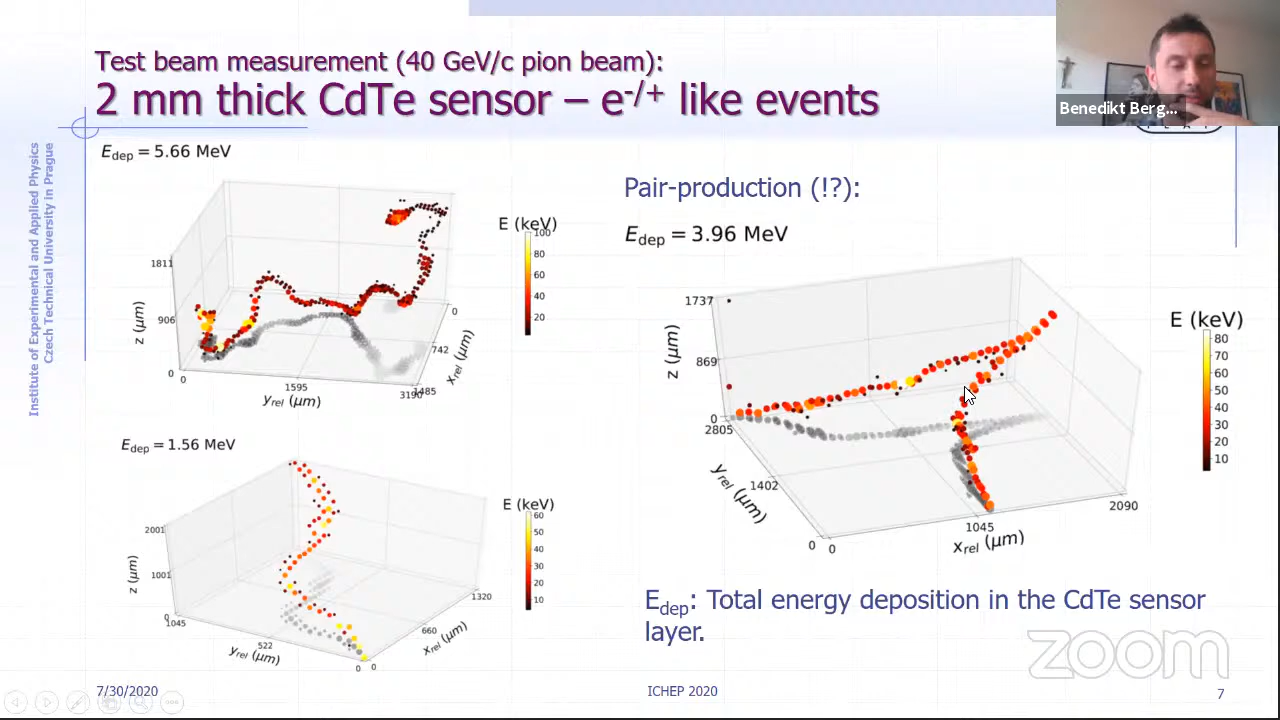 Test beam measurement (40 GeV/c pion beam):
2 mm thick CdTe sensor – e-/+ like events
Benedikt Berg...
Institute of Experimental and Applied Physics
Czech Technical University in Prague
Edep = 5.66 MeV
E (keV)
100
80
60
40
20
1811
906
0
z (μm)
0
1595
3190
yrel (μm)
0
742
1485
xrel (μm)
Edep = 1.56 MeV
E (keV)
60
50
40
30
20
10
2001
1001
0
z (μm)
1045
522
0
yrel (μm)
0
660
1320
xrel (μm)
Pair-production (!?):
Edep = 3.96 MeV
E (keV)
80
70
60
50
40
30
20
10
1737
869
0
z (μm)
2805
1402
0
yrel (μm)
0
1045
2090
xrel (μm)
Edep: Total energy deposition in the CdTe sensor
layer.
zoom
7/30/2020
ICHEP 2020
7